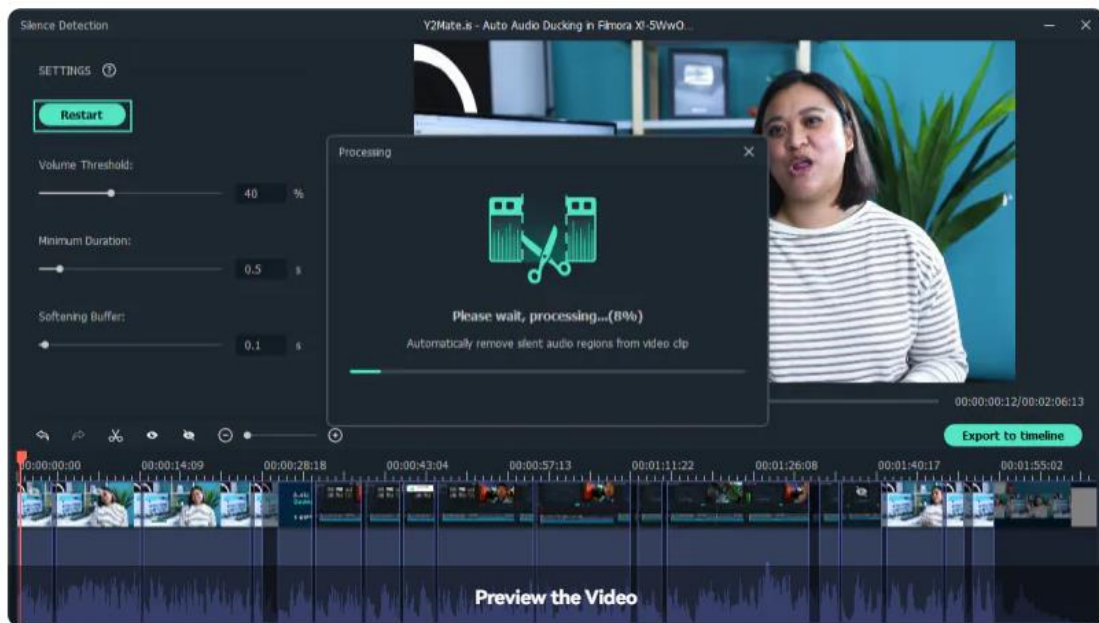 Silence Detection
Y2Mate.is - Auto Audio Ducking in Filmora X!-5WwO...
SETTINGS ?
Restart
Processing
Volume Threshold:
40 %
Minimum Duration:
0.5 s
Please wait, processing...(8%)
Softening Buffer:
Automatically remove silent audio regions from video clip
0.1 s
00:00:00:12/00:02:06:13
Export to timeline
00:00:00:00 00:00:14:09 00:00:28:18 00:00:43:04 00:00:57:13 00:01:11:22 00:01:26:08 00:01:40:17 00:01:55:02
Preview the Video